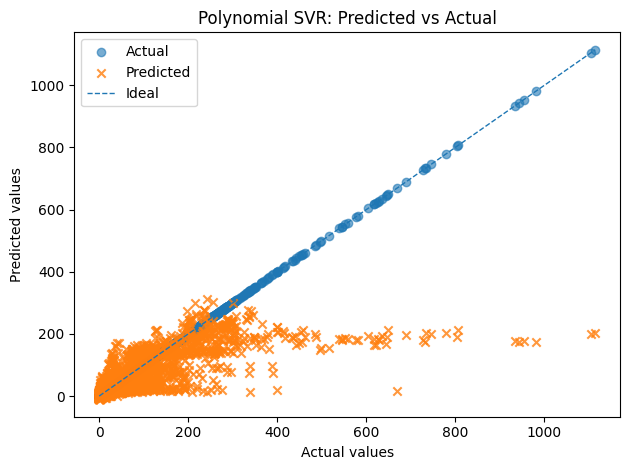 Polynomial SVR: Predicted vs Actual
Actual
Predicted
Ideal
Predicted values
1000
800
600
400
200
0
0
200
400
600
800
1000
Actual values